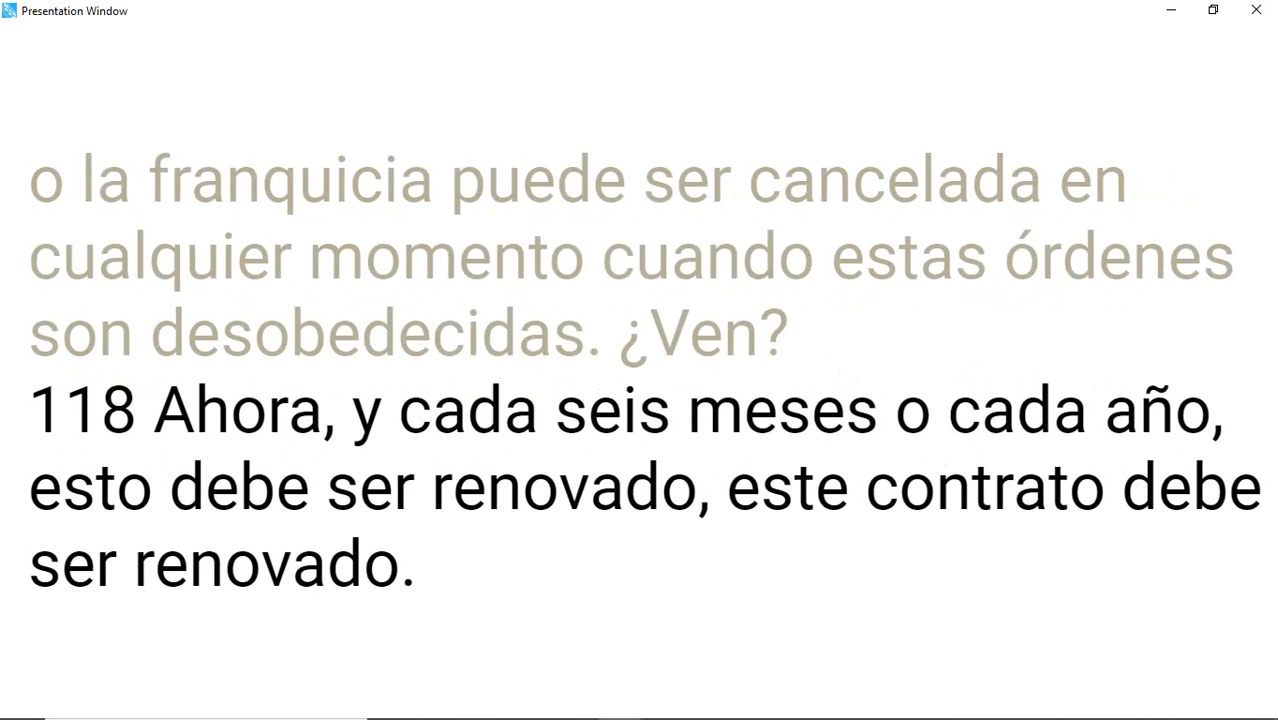 Presentation Window
o la franquicia puede ser cancelada en
cualquier momento cuando estas órdenes
son desobedecidas. ¿Ven?
118 Ahora, y cada seis meses o cada año,
esto debe ser renovado, este contrato debe
ser renovado.